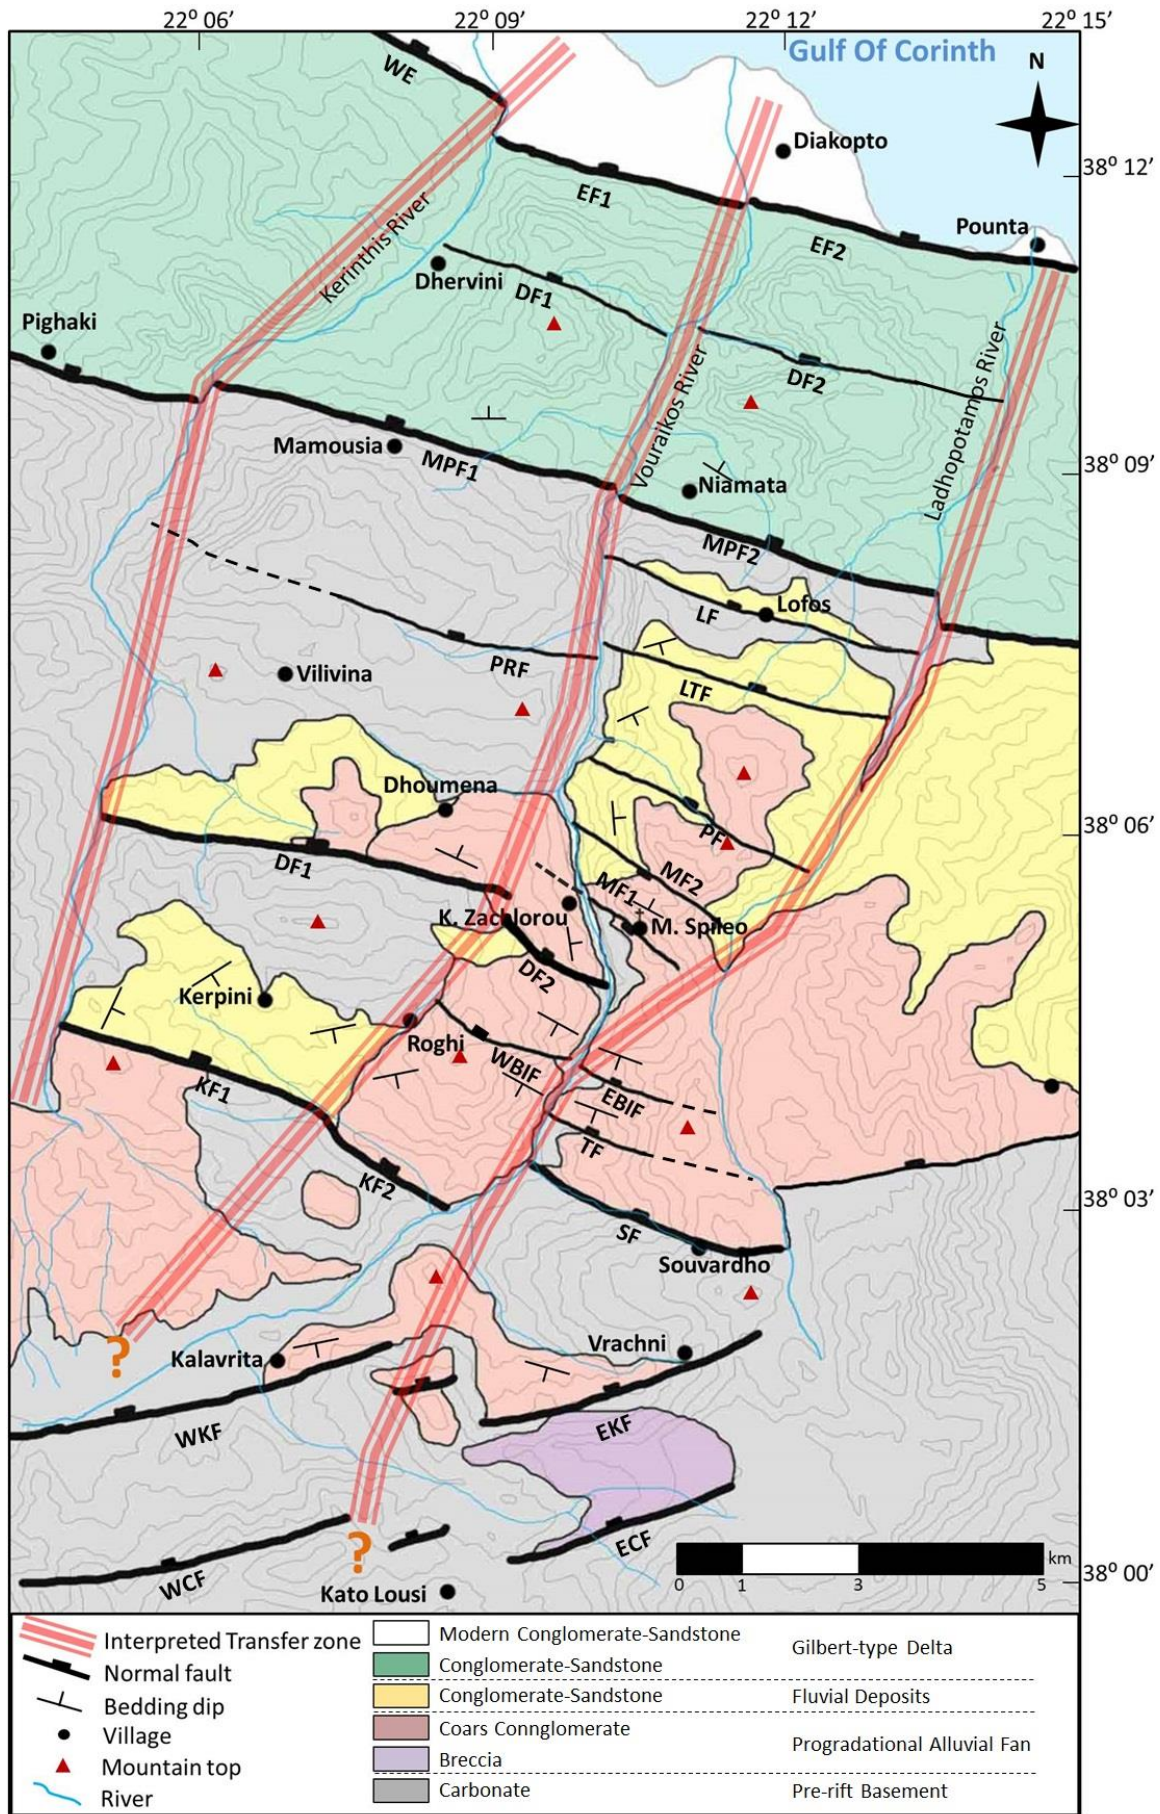 22° 06’ 22° 09’ 22° 12’ 22° 15’
Gulf Of Corinth
N
WE
Diakopto
38° 12’
EF1
Pounta
EF2
Kerinthis River
Dhervini
DF1
Pighaki
Vouraikos River
DF2
Ladhopotamos River
Mamousia
MPF1
38° 09’
Niamata
MPF2
Lofos
LF
PRF
Vilivina
LTF
Dhoumena
38° 06’
PF
DF1
MF2
MF1
K. Zachlorou
M. Spileo
DF2
Kerpini
Roghi
WBIF
KF1
EBIF
TF
KF2
38° 03’
SF
Souvardho
Vrachni
?
Kalavrita
WKF
EKF
ECF
?
km
0 1 3 5
38° 00’
WCF
Kato Lousi
Interpreted Transfer zone
Normal fault
Bedding dip
Village
Mountain top
River
Modern Conglomerate-Sandstone
Gilbert-type Delta
Conglomerate-Sandstone
Conglomerate-Sandstone Fluvial Deposits
Coars Connglomerate
Progradational Alluvial Fan
Breccia
Carbonate Pre-rift Basement